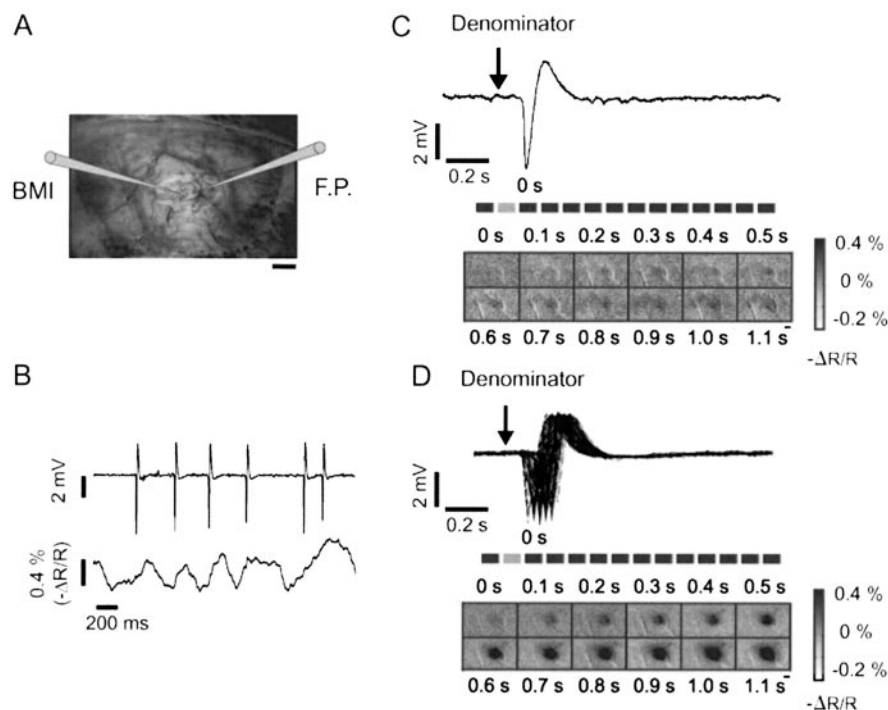 A
BMI
F.P.
B
2 mV
0.4 %
(-ΔR/R)
200 ms
C
Denominator
2 mV
0.2 s
0 s
0 s 0.1 s 0.2 s 0.3 s 0.4 s 0.5 s
0.6 s 0.7 s 0.8 s 0.9 s 1.0 s 1.1 s
0.4 %
0 %
-0.2 %
-ΔR/R
D
Denominator
2 mV
0.2 s
0 s
0 s 0.1 s 0.2 s 0.3 s 0.4 s 0.5 s
0.6 s 0.7 s 0.8 s 0.9 s 1.0 s 1.1 s
0.4 %
0 %
-0.2 %
-ΔR/R